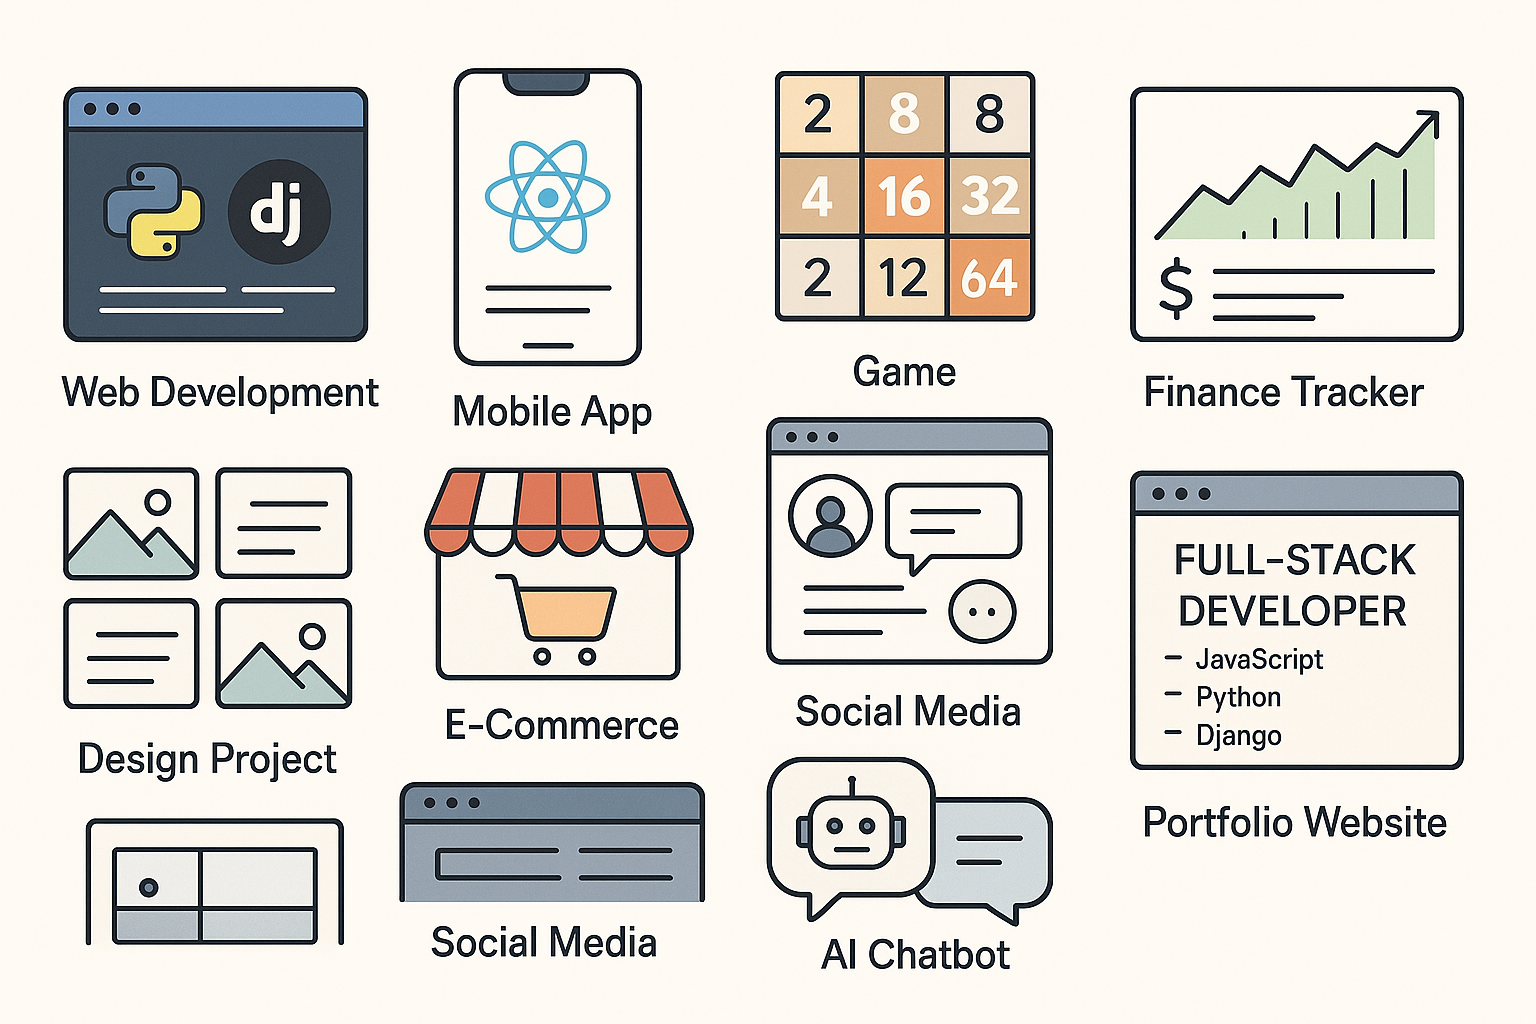 dj
Web Development
Mobile App
2 8 8
4 16 32
2 12 64
Game
$
Finance Tracker
Design Project
E-Commerce
Social Media
FULL-STACK
DEVELOPER
- JavaScript
- Python
- Django
Portfolio Website
Social Media
AI Chatbot